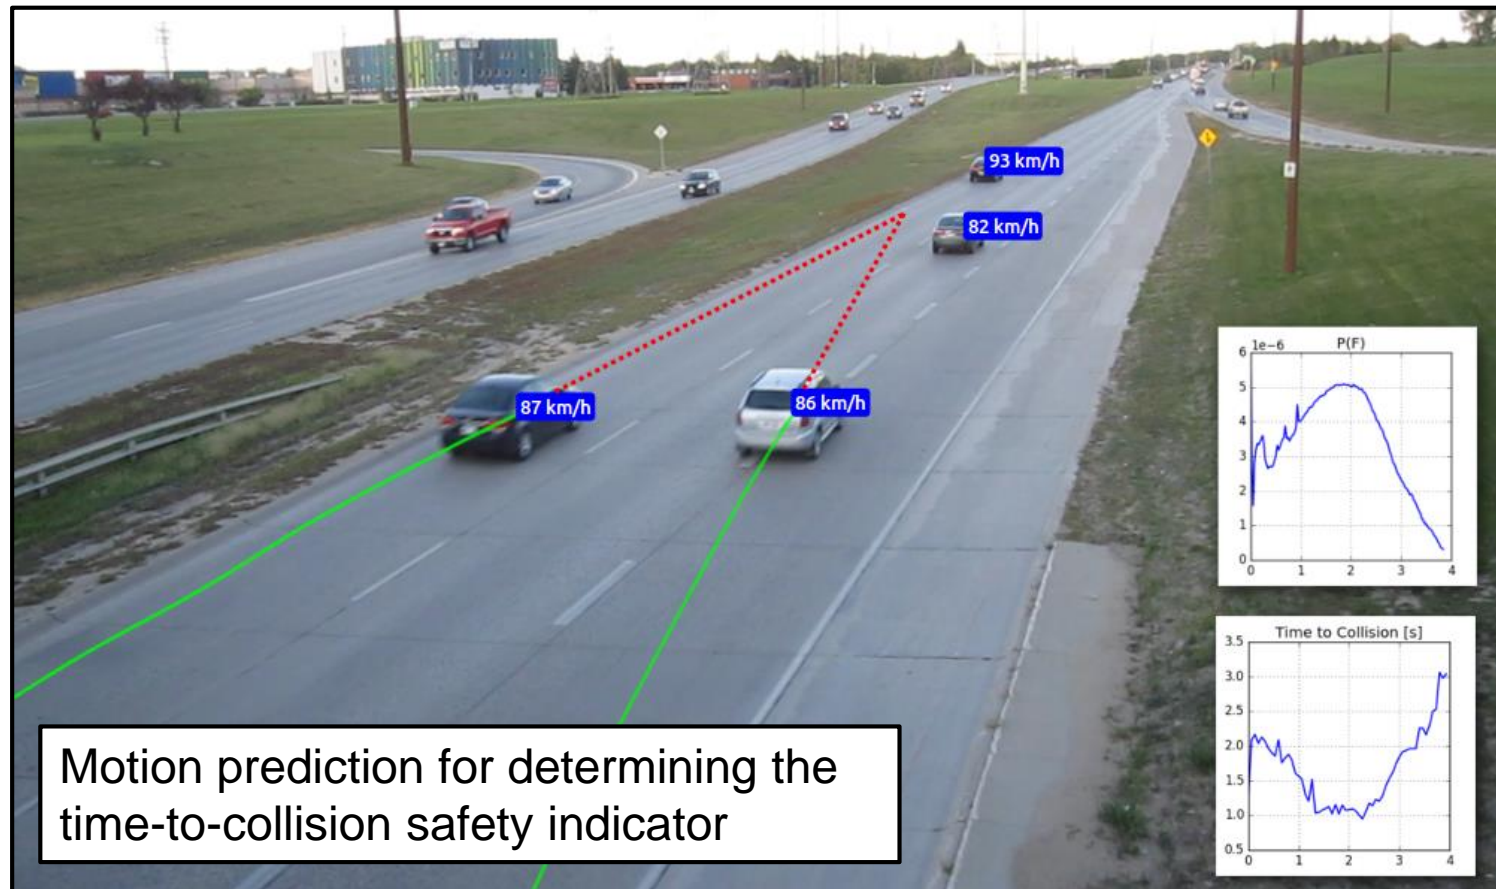 93 km/h
82 km/h
87 km/h
86 km/h
1e−6
P(F)
6
5
4
3
2
1
0
0 1 2 3 4
Time to Collision [s]
3.5
3.0
2.5
2.0
1.5
1.0
0.5
0 1 2 3 4
Motion prediction for determining the
time-to-collision safety indicator